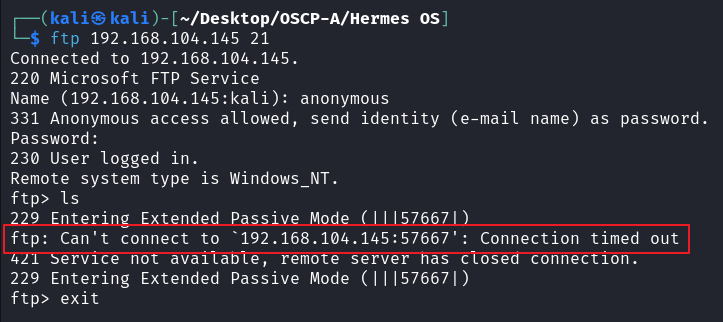 ┌──(kali㉿kali)-[~/Desktop/OSCP-A/Hermes OS]
└─$ ftp 192.168.104.145 21
Connected to 192.168.104.145.
220 Microsoft FTP Service
Name (192.168.104.145:kali): anonymous
331 Anonymous access allowed, send identity (e-mail name) as password.
Password:
230 User logged in.
Remote system type is Windows_NT.
ftp> ls
229 Entering Extended Passive Mode (|||57667|)
ftp: Can't connect to `192.168.104.145:57667': Connection timed out
421 Service not available, remote server has closed connection.
229 Entering Extended Passive Mode (|||57667|)
ftp> exit